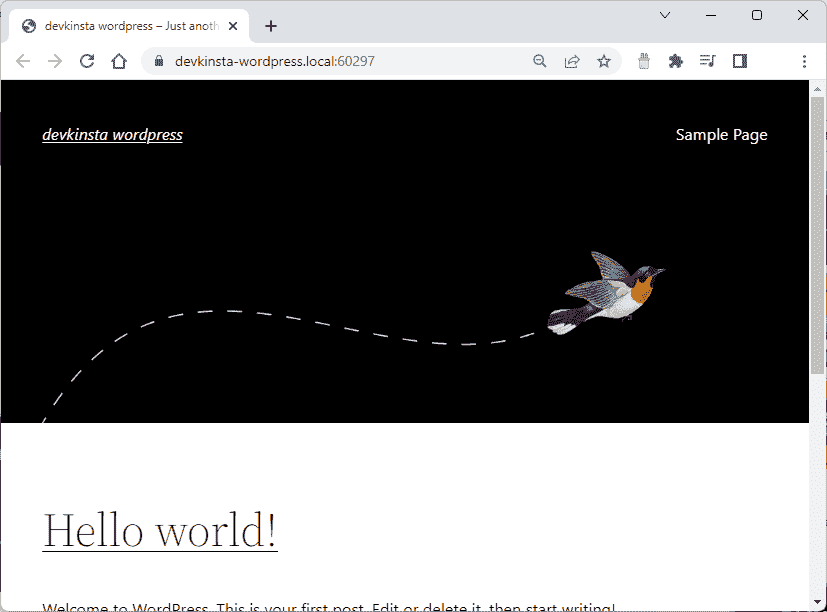 devkinsta wordpress – Just anoth
devkinsta-wordpress.local:60297
devkinsta wordpress
Sample Page
Hello world!
Welcome to WordPress. This is your first post. Edit or delete it, then start writing!